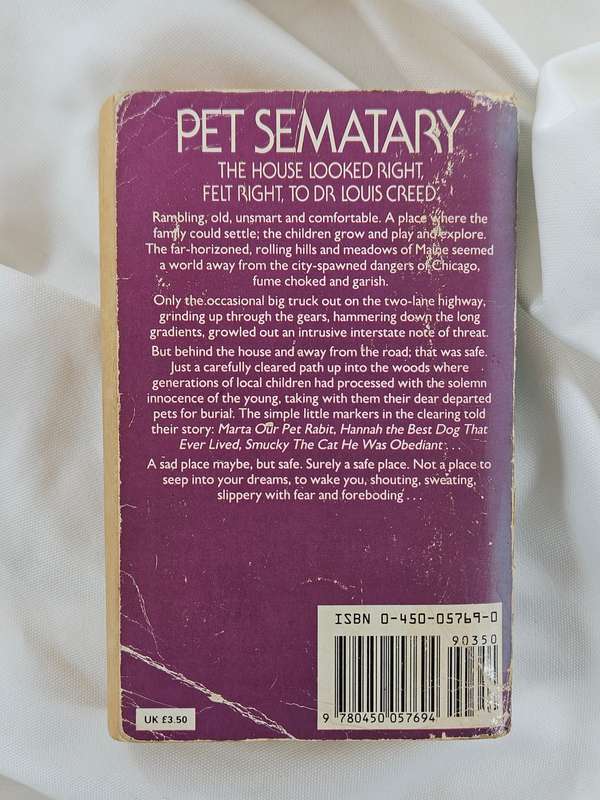 PET SEMATARY
THE HOUSE LOOKED RIGHT,
FELT RIGHT, TO DR LOUIS CREED.
Rambling, old, unsmart and comfortable. A place where the
family could settle; the children grow and play and explore.
The far-horizoned, rolling hills and meadows of Maine seemed
a world away from the city-spawned dangers of Chicago,
fume choked and garish.
Only the occasional big truck out on the two-lane highway,
grinding up through the gears, hammering down the long
gradients, growled out an intrusive interstate note of threat.
But behind the house and away from the road; that was safe.
Just a carefully cleared path up into the woods where
generations of local children had processed with the solemn
innocence of the young, taking with them their dear departed
pets for burial. The simple little markers in the clearing told
their story: Marta Our Pet Rabit, Hannah the Best Dog That
Ever Lived, Smucky The Cat He Was Obediant . . .
A sad place maybe, but safe. Surely a safe place. Not a place to
seep into your dreams, to wake you, shouting, sweating,
slippery with fear and foreboding . . .
ISBN 0-450-05769-0
90350
9 780450 057694
UK £3.50